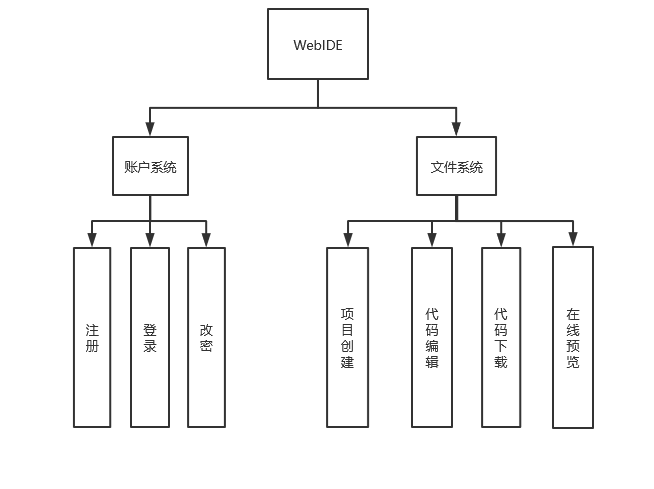 WebIDE
账户系统
文件系统
注册
登录
改密
项目创建
代码编辑
代码下载
在线预览